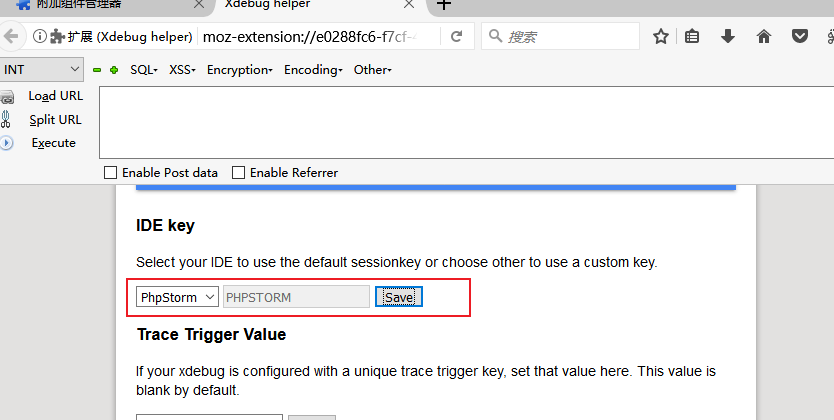 附加组件管理器
Xdebug helper
扩展 (Xdebug helper)
moz-extension://e0288fc6-f7cf-
搜索
INT
SQL
XSS
Encryption
Encoding
Other
Load URL
Split URL
Execute
Enable Post data
Enable Referrer
IDE key
Select your IDE to use the default sessionkey or choose other to use a custom key.
PhpStorm
PHPSTORM
Save
Trace Trigger Value
If your xdebug is configured with a unique trace trigger key, set that value here. This value is
blank by default.